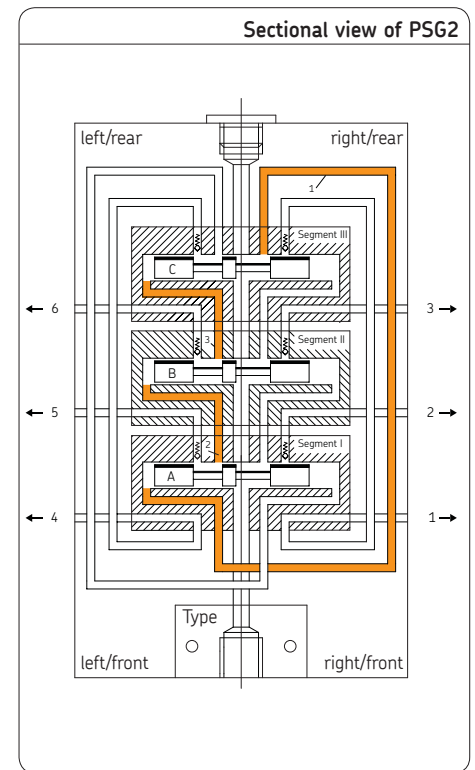 Sectional view of PSG2
left/rear
right/rear
1
Segment III
C
← 6
3 →
3
Segment II
B
← 5
2 →
2
Segment I
A
← 4
1 →
Type
left/front
right/front